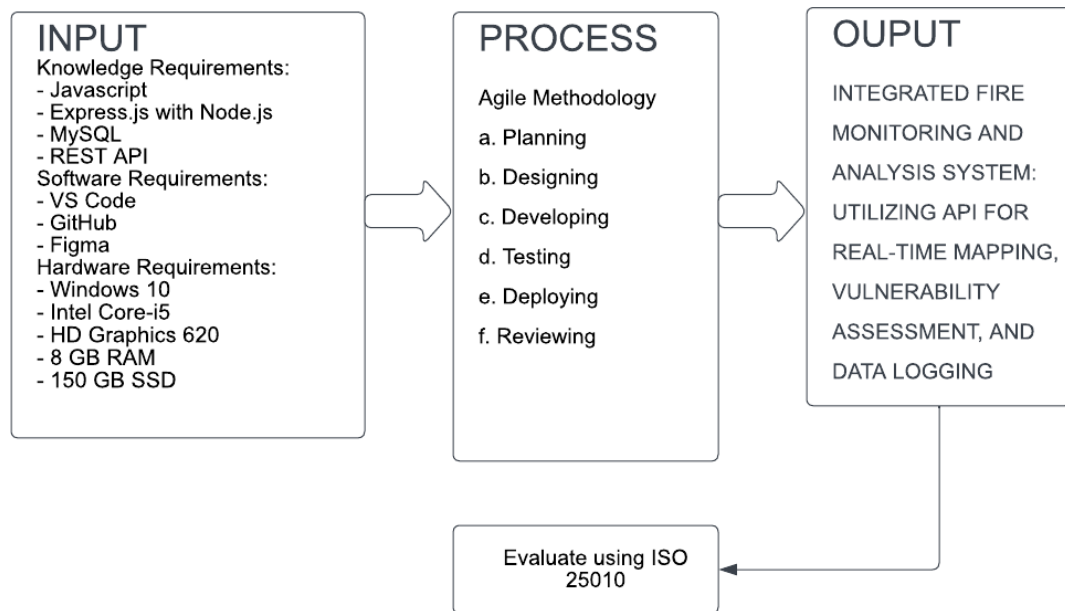 INPUT
Knowledge Requirements:
- Javascript
- Express.js with Node.js
- MySQL
- REST API
Software Requirements:
- VS Code
- GitHub
- Figma
Hardware Requirements:
- Windows 10
- Intel Core-i5
- HD Graphics 620
- 8 GB RAM
- 150 GB SSD
PROCESS
Agile Methodology
a. Planning
b. Designing
c. Developing
d. Testing
e. Deploying
f. Reviewing
OUPUT
INTEGRATED FIRE
MONITORING AND
ANALYSIS SYSTEM:
UTILIZING API FOR
REAL-TIME MAPPING,
VULNERABILITY
ASSESSMENT, AND
DATA LOGGING
Evaluate using ISO
25010